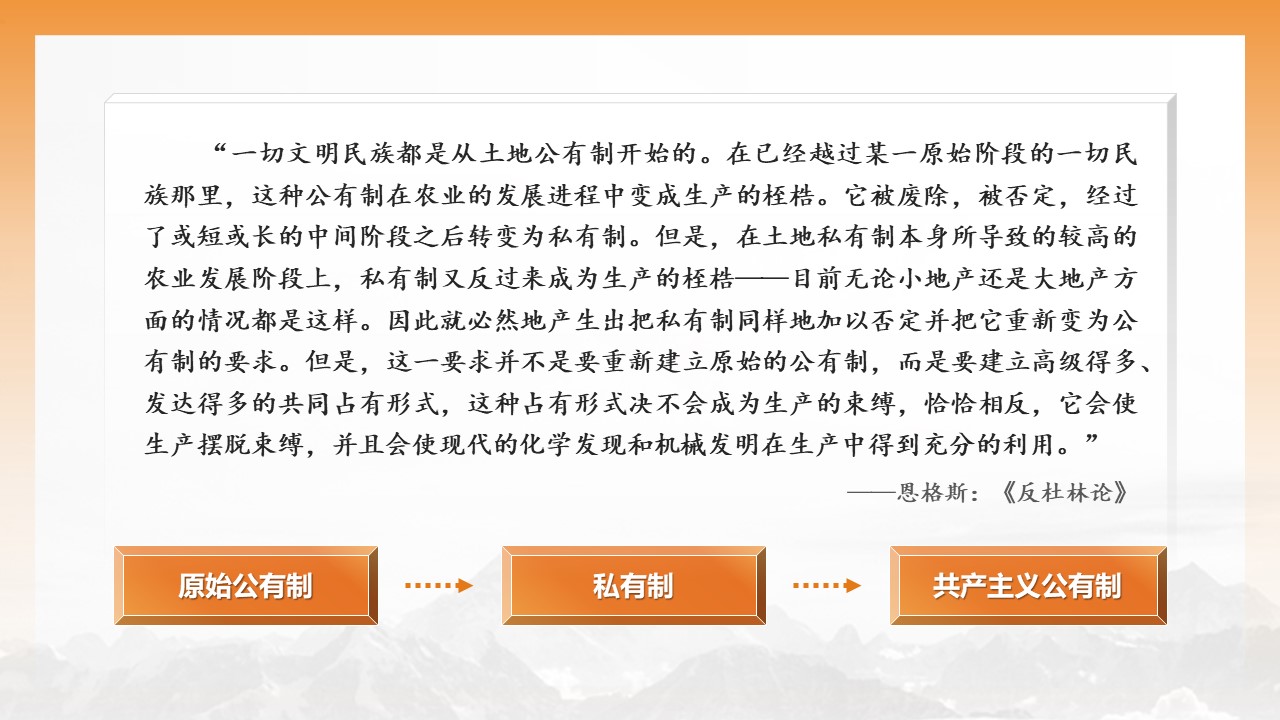 “一切文明民族都是从土地公有制开始的。在已经越过某一原始阶段的一切民
族那里，这种公有制在农业的发展进程中变成生产的桎梏。它被废除，被否定，经过
了或短或长的中间阶段之后转变为私有制。但是，在土地私有制本身所导致的较高的
农业发展阶段上，私有制又反过来成为生产的桎梏——目前无论小地产还是大地产方
面的情况都是这样。因此就必然地产生出把私有制同样地加以否定并把它重新变为公
有制的要求。但是，这一要求并不是要重新建立原始的公有制，而是要建立高级得多、
发达得多的共同占有形式，这种占有形式决不会成为生产的束缚，恰恰相反，它会使
生产摆脱束缚，并且会使现代的化学发现和机械发明在生产中得到充分的利用。”
——恩格斯：《反杜林论》
原始公有制
私有制
共产主义公有制